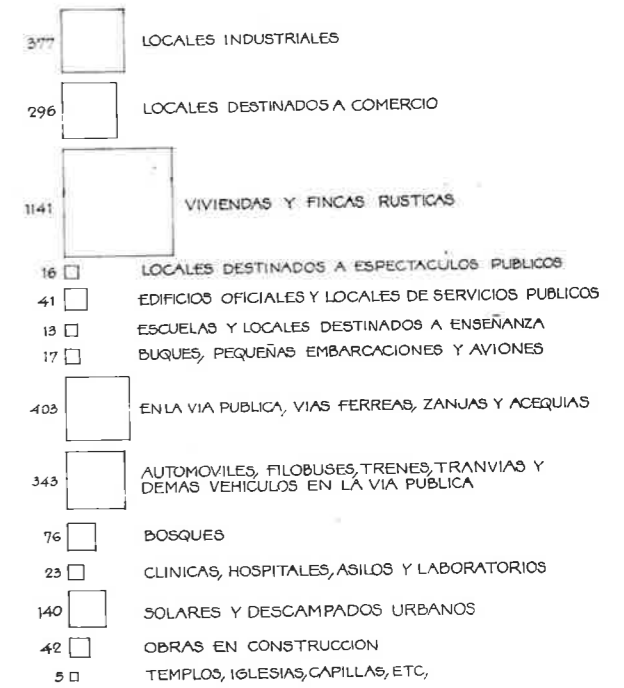 377 LOCALES INDUSTRIALES
296 LOCALES DESTINADOS A COMERCIO
1141 VIVIENDAS Y FINCAS RUSTICAS
16 LOCALES DESTINADOS A ESPECTACULOS PUBLICOS
41 EDIFICIOS OFICIALES Y LOCALES DE SERVICIOS PUBLICOS
13 ESCUELAS Y LOCALES DESTINADOS A ENSEÑANZA
17 BUQUES, PEQUEÑAS EMBARCACIONES Y AVIONES
403 EN LA VIA PUBLICA, VIAS FERREAS, ZANJAS Y ACEQUIAS
343 AUTOMOVILES, FILOBUSES, TRENES, TRANVIAS Y
DEMAS VEHICULOS EN LA VIA PUBLICA
76 BOSQUES
23 CLINICAS, HOSPITALES, ASILOS Y LABORATORIOS
140 SOLARES Y DESCAMPADOS URBANOS
42 OBRAS EN CONSTRUCCION
5 TEMPLOS, IGLESIAS, CAPILLAS, ETC,